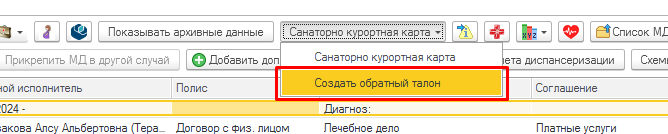 Показывать архивные данные Санаторно курортная карта Список МД
Прикрепить МД в другой случай Добавить доп Санаторно курортная карта ета диспансеризации Схем
Создать обратный талон
ной исполнитель Полис Соглашение
2024 - Диагноз:
закова Алсу Альбертовна (Тера... Договор с физ. лицом Лечебное дело Платные услуги